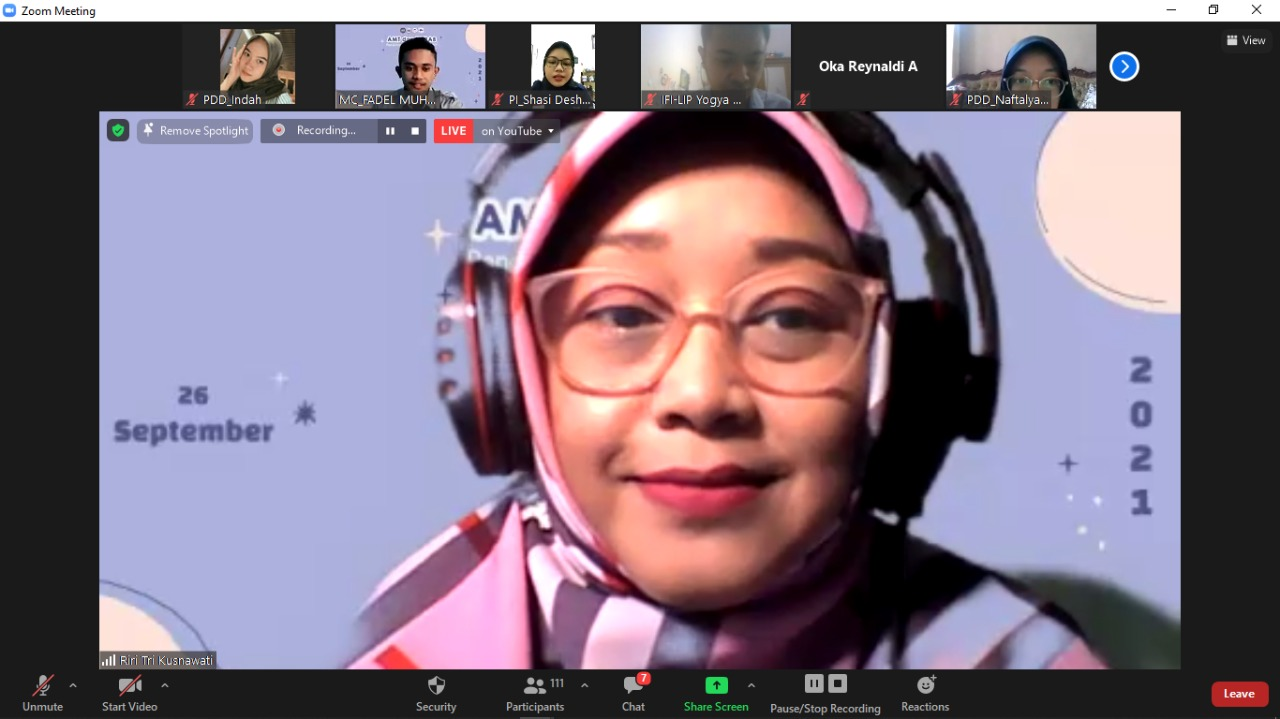 Zoom Meeting
View
PDD_Indah
MC_FADEL MUH...
PI_Shasi Desh...
IFI-LIP Yogya ...
Oka Reynaldi A
PDD_Naftalya...
Remove Spotlight
Recording...
LIVE on YouTube
26
September
2
0
2
1
Riri Tri Kusnawati
Unmute
Start Video
Security
111
Participants
7
Chat
Share Screen
Pause/Stop Recording
Reactions
Leave